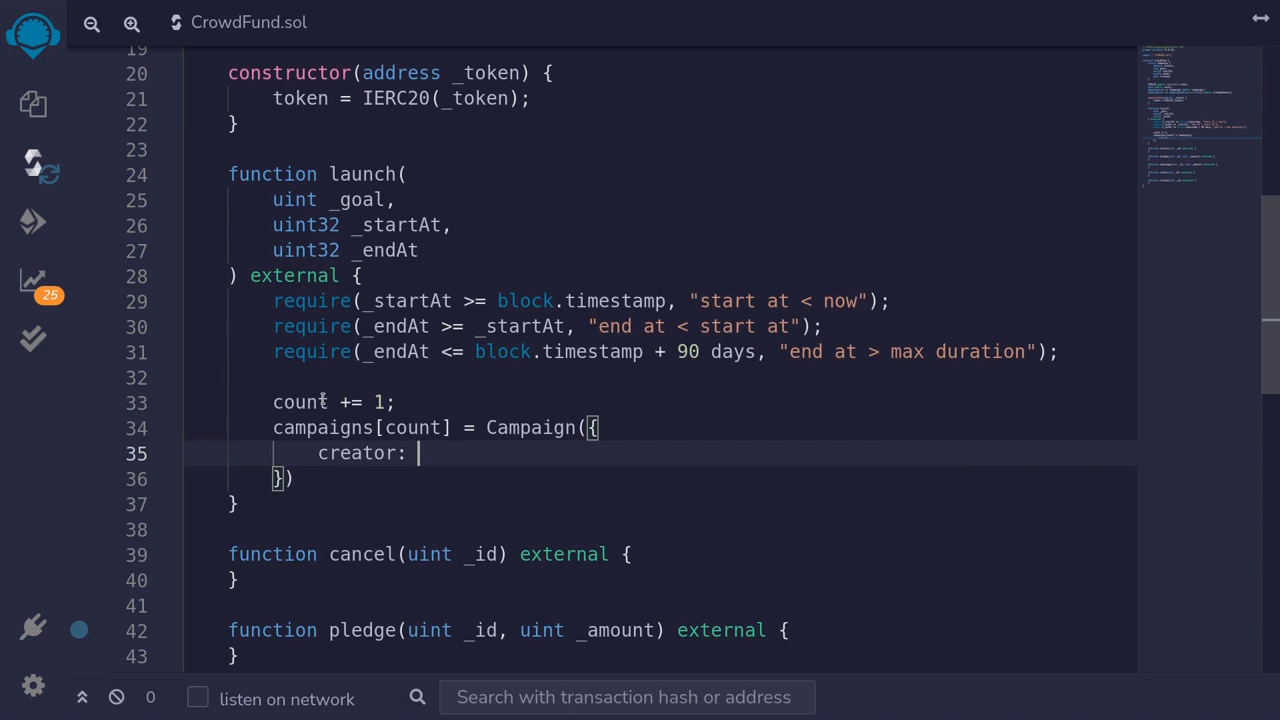 CrowdFund.sol
19
20 constructor(address _token) {
21 token = IERC20(_token);
22 }
23
24 function launch(
25 uint _goal,
26 uint32 _startAt,
27 uint32 _endAt
28 ) external {
29 require(_startAt >= block.timestamp, "start at < now");
30 require(_endAt >= _startAt, "end at < start at");
31 require(_endAt <= block.timestamp + 90 days, "end at > max duration");
32
33 count += 1;
34 campaigns[count] = Campaign({
35 creator:
36 })
37 }
38
39 function cancel(uint _id) external {
40 }
41
42 function pledge(uint _id, uint _amount) external {
43 }
25
0
listen on network
Search with transaction hash or address